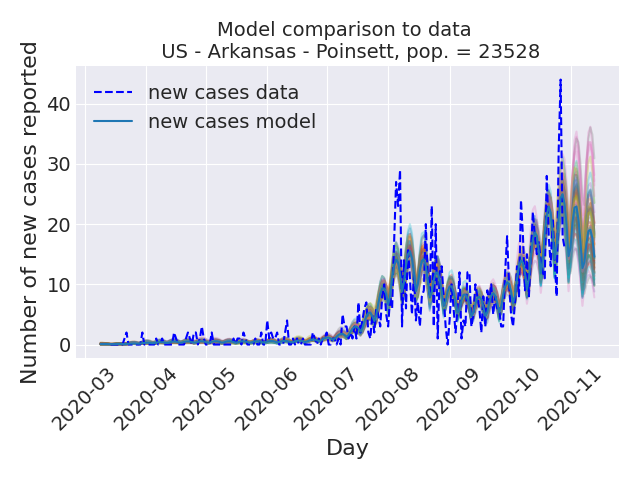 Model comparison to data
US - Arkansas - Poinsett, pop. = 23528
Number of new cases reported
40
30
20
10
0
new cases data
new cases model
2020-03
2020-04
2020-05
2020-06
2020-07
2020-08
2020-09
2020-10
2020-11
Day